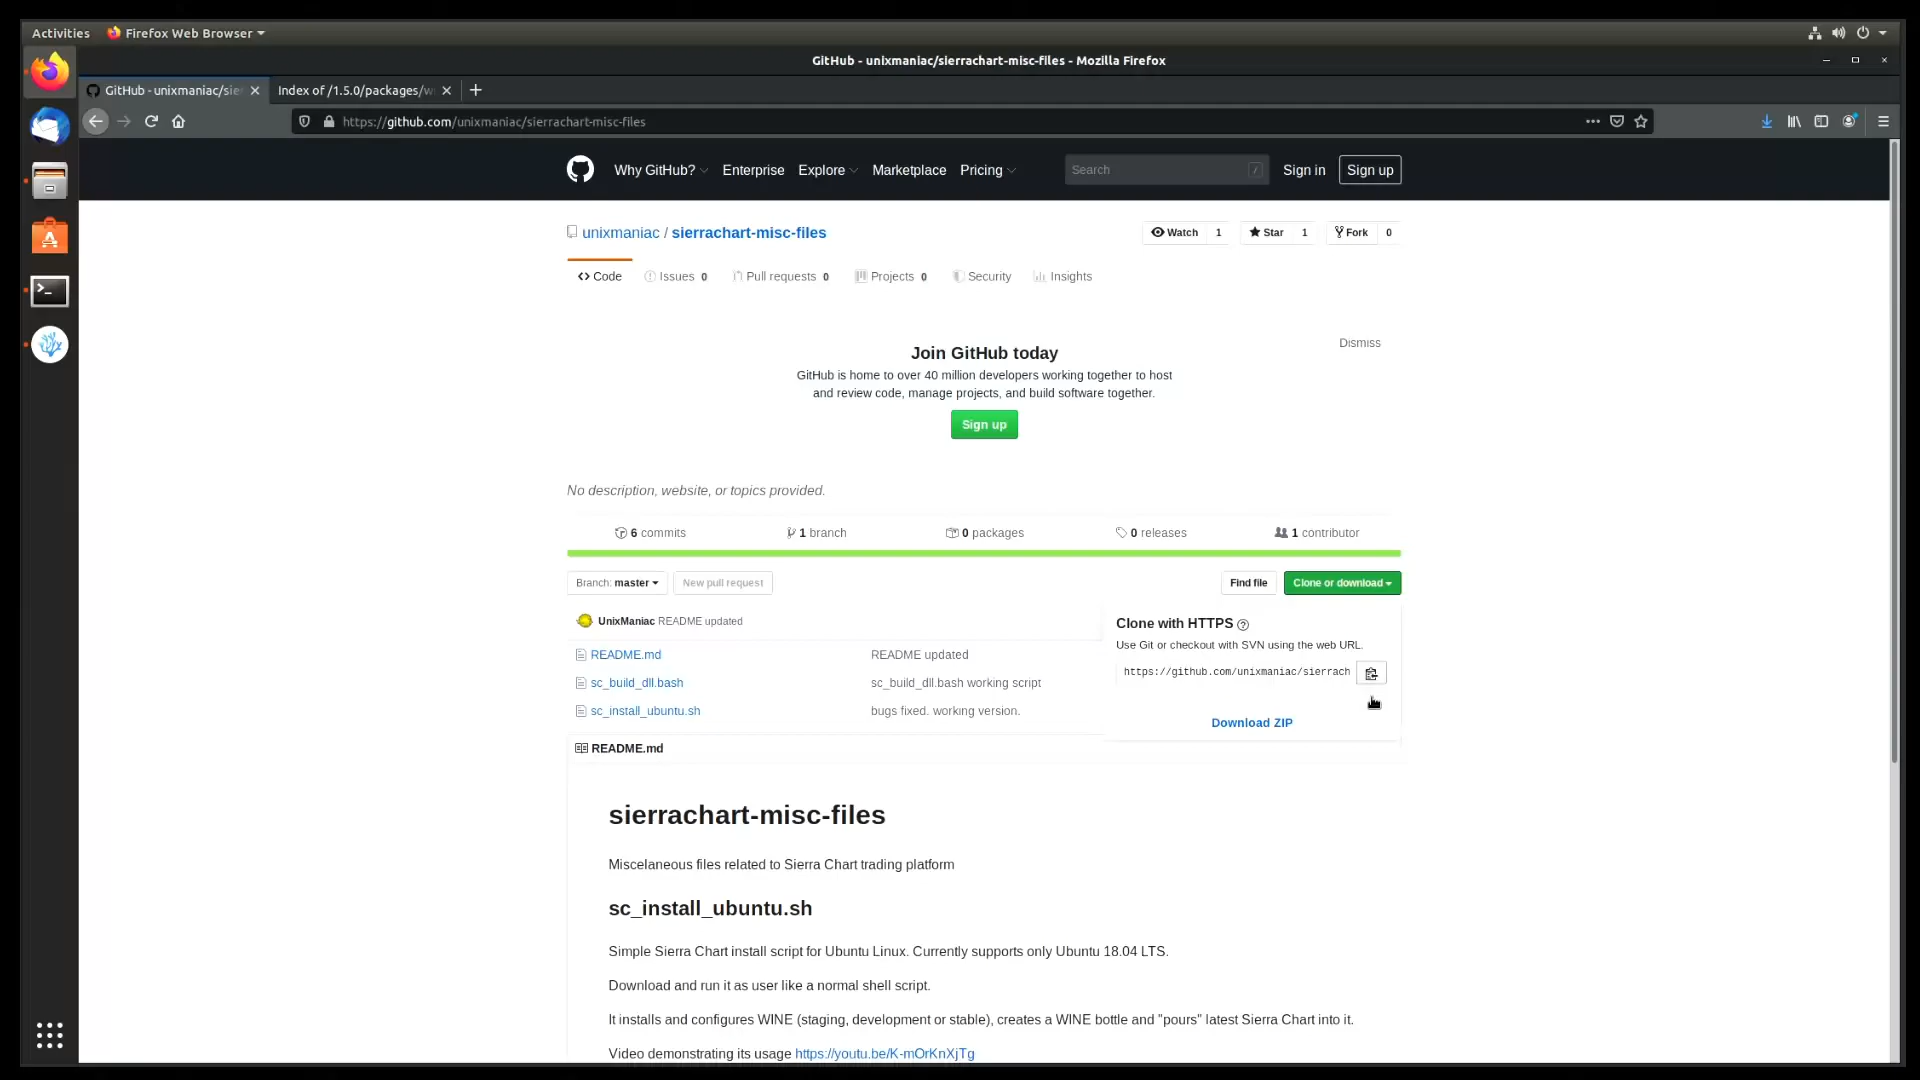 Activities Firefox Web Browser
GitHub - unixmaniac/sierrachart-misc-files - Mozilla Firefox
GitHub - unixmaniac/sie Index of /1.5.0/packages/w
https://github.com/unixmaniac/sierrachart-misc-files
Why GitHub? Enterprise Explore Marketplace Pricing Search / Sign in Sign up
unixmaniac / sierrachart-misc-files Watch 1 Star 1 Fork 0
Code Issues 0 Pull requests 0 Projects 0 Security Insights
Dismiss
Join GitHub today
GitHub is home to over 40 million developers working together to host
and review code, manage projects, and build software together.
Sign up
No description, website, or topics provided.
6 commits 1 branch 0 packages 0 releases 1 contributor
Branch: master New pull request Find file Clone or download
UnixManiac README updated
Clone with HTTPS
Use Git or checkout with SVN using the web URL.
README.md README updated
https://github.com/unixmaniac/sierrach
sc_build_dll.bash sc_build_dll.bash working script
sc_install_ubuntu.sh bugs fixed. working version.
Download ZIP
README.md
sierrachart-misc-files
Miscelaneous files related to Sierra Chart trading platform
sc_install_ubuntu.sh
Simple Sierra Chart install script for Ubuntu Linux. Currently supports only Ubuntu 18.04 LTS.
Download and run it as user like a normal shell script.
It installs and configures WINE (staging, development or stable), creates a WINE bottle and "pours" latest Sierra Chart into it.
Video demonstrating its usage https://youtu.be/K-mOrKnXjTg